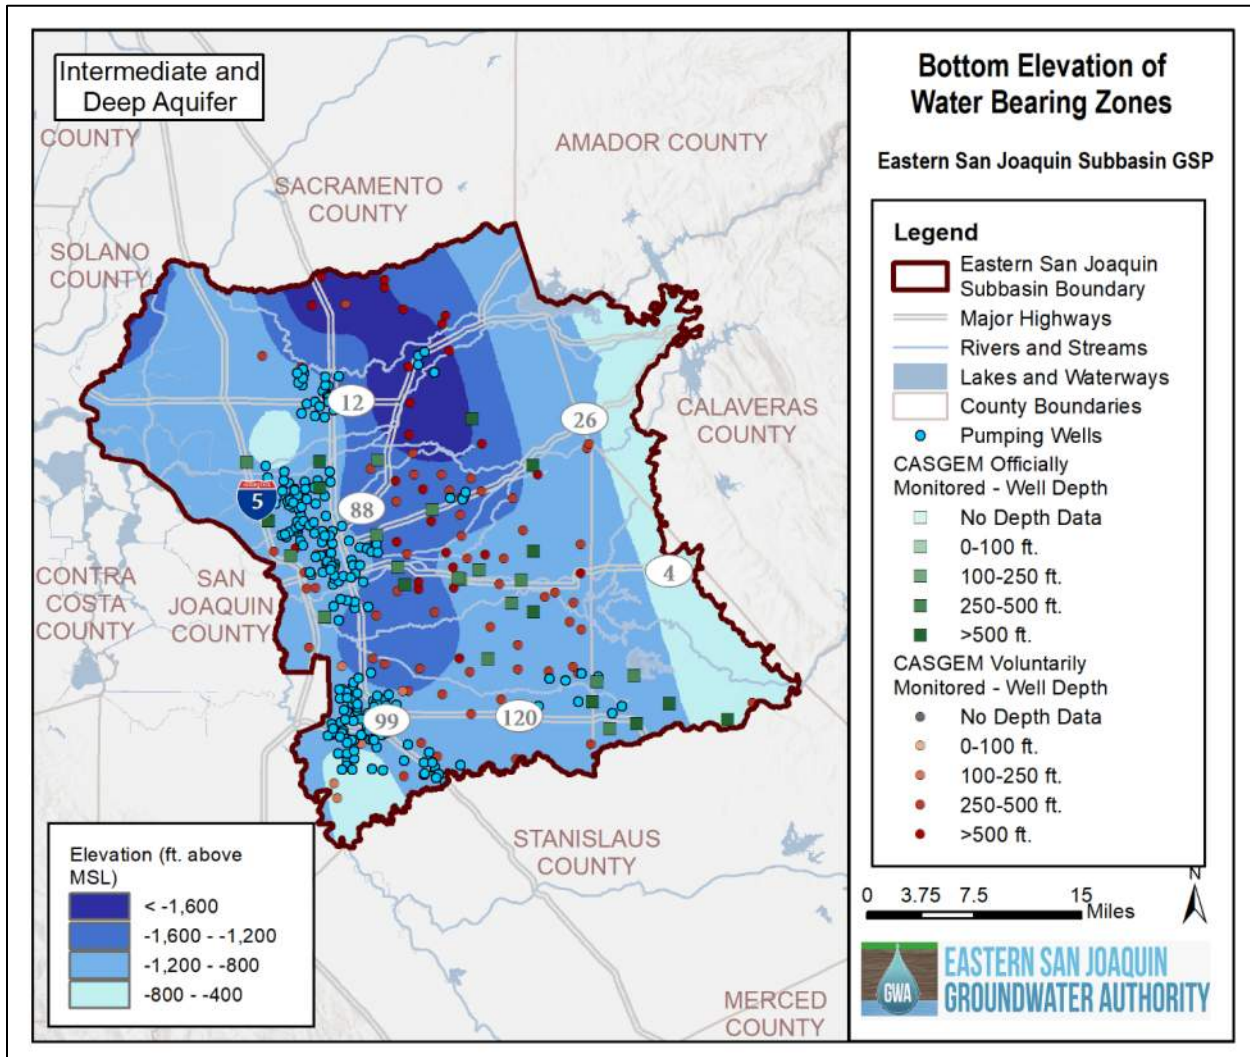 Intermediate and
Deep Aquifer
COUNTY
AMADOR COUNTY
SACRAMENTO
COUNTY
SOLANO
COUNTY
12
26
CALAVERAS
COUNTY
INTERSTATE
5
88
4
CONTRA
COSTA
COUNTY
SAN
JOAQUIN
COUNTY
99
120
STANISLAUS
COUNTY
MERCED
COUNTY
Elevation (ft. above
MSL)
< -1,600
-1,600 - -1,200
-1,200 - -800
-800 - -400
Bottom Elevation of
Water Bearing Zones
Eastern San Joaquin Subbasin GSP
Legend
Eastern San Joaquin
Subbasin Boundary
Major Highways
Rivers and Streams
Lakes and Waterways
County Boundaries
Pumping Wells
CASGEM Officially
Monitored - Well Depth
No Depth Data
0-100 ft.
100-250 ft.
250-500 ft.
>500 ft.
CASGEM Voluntarily
Monitored - Well Depth
No Depth Data
0-100 ft.
100-250 ft.
250-500 ft.
>500 ft.
N
0 3.75 7.5 15
Miles
GWA
EASTERN SAN JOAQUIN
GROUNDWATER AUTHORITY